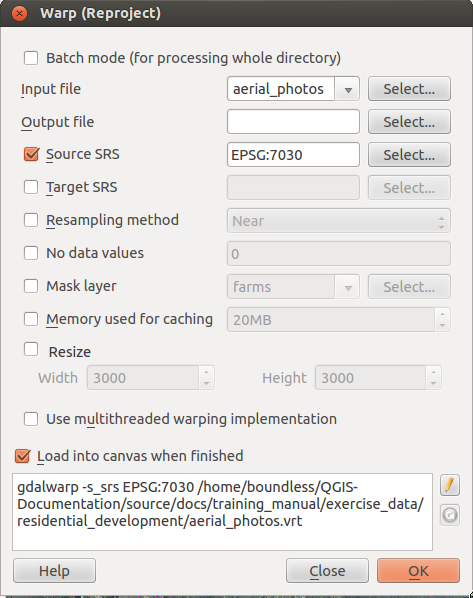 Warp (Reproject)
Batch mode (for processing whole directory)
Input file aerial_photos Select...
Output file Select...
Source SRS EPSG:7030 Select...
Target SRS Select...
Resampling method Near
No data values 0
Mask layer farms Select...
Memory used for caching 20MB
Resize
Width 3000 Height 3000
Use multithreaded warping implementation
Load into canvas when finished
gdalwarp -s_srs EPSG:7030 /home/boundless/QGIS-
Documentation/source/docs/training_manual/exercise_data/
residential_development/aerial_photos.vrt
Help Close OK